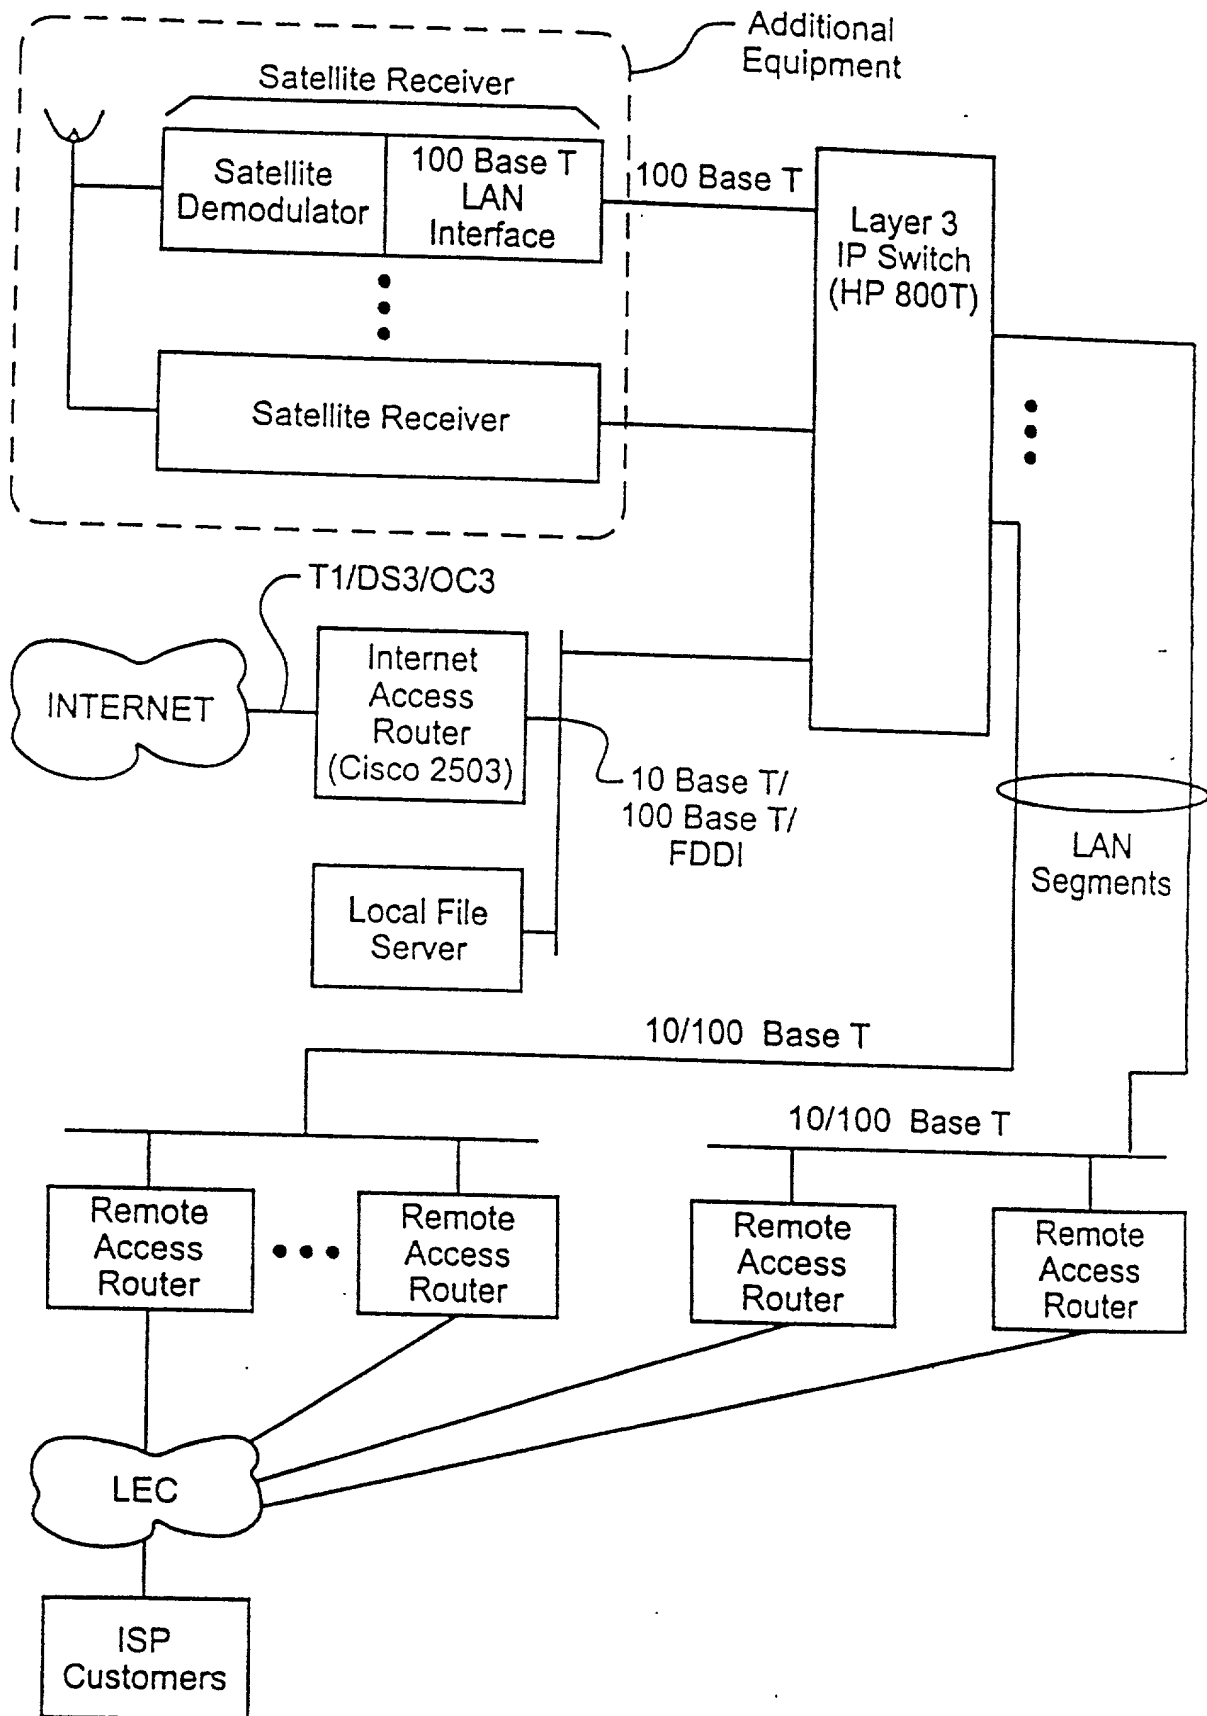 Additional
Equipment
Satellite Receiver
Satellite
Demodulator
100 Base T
LAN
Interface
100 Base T
Layer 3
IP Switch
(HP 800T)
Satellite Receiver
T1/DS3/OC3
INTERNET
Internet
Access
Router
(Cisco 2503)
10 Base T/
100 Base T/
FDDI
LAN
Segments
Local File
Server
10/100 Base T
10/100 Base T
Remote
Access
Router
Remote
Access
Router
Remote
Access
Router
Remote
Access
Router
LEC
ISP
Customers